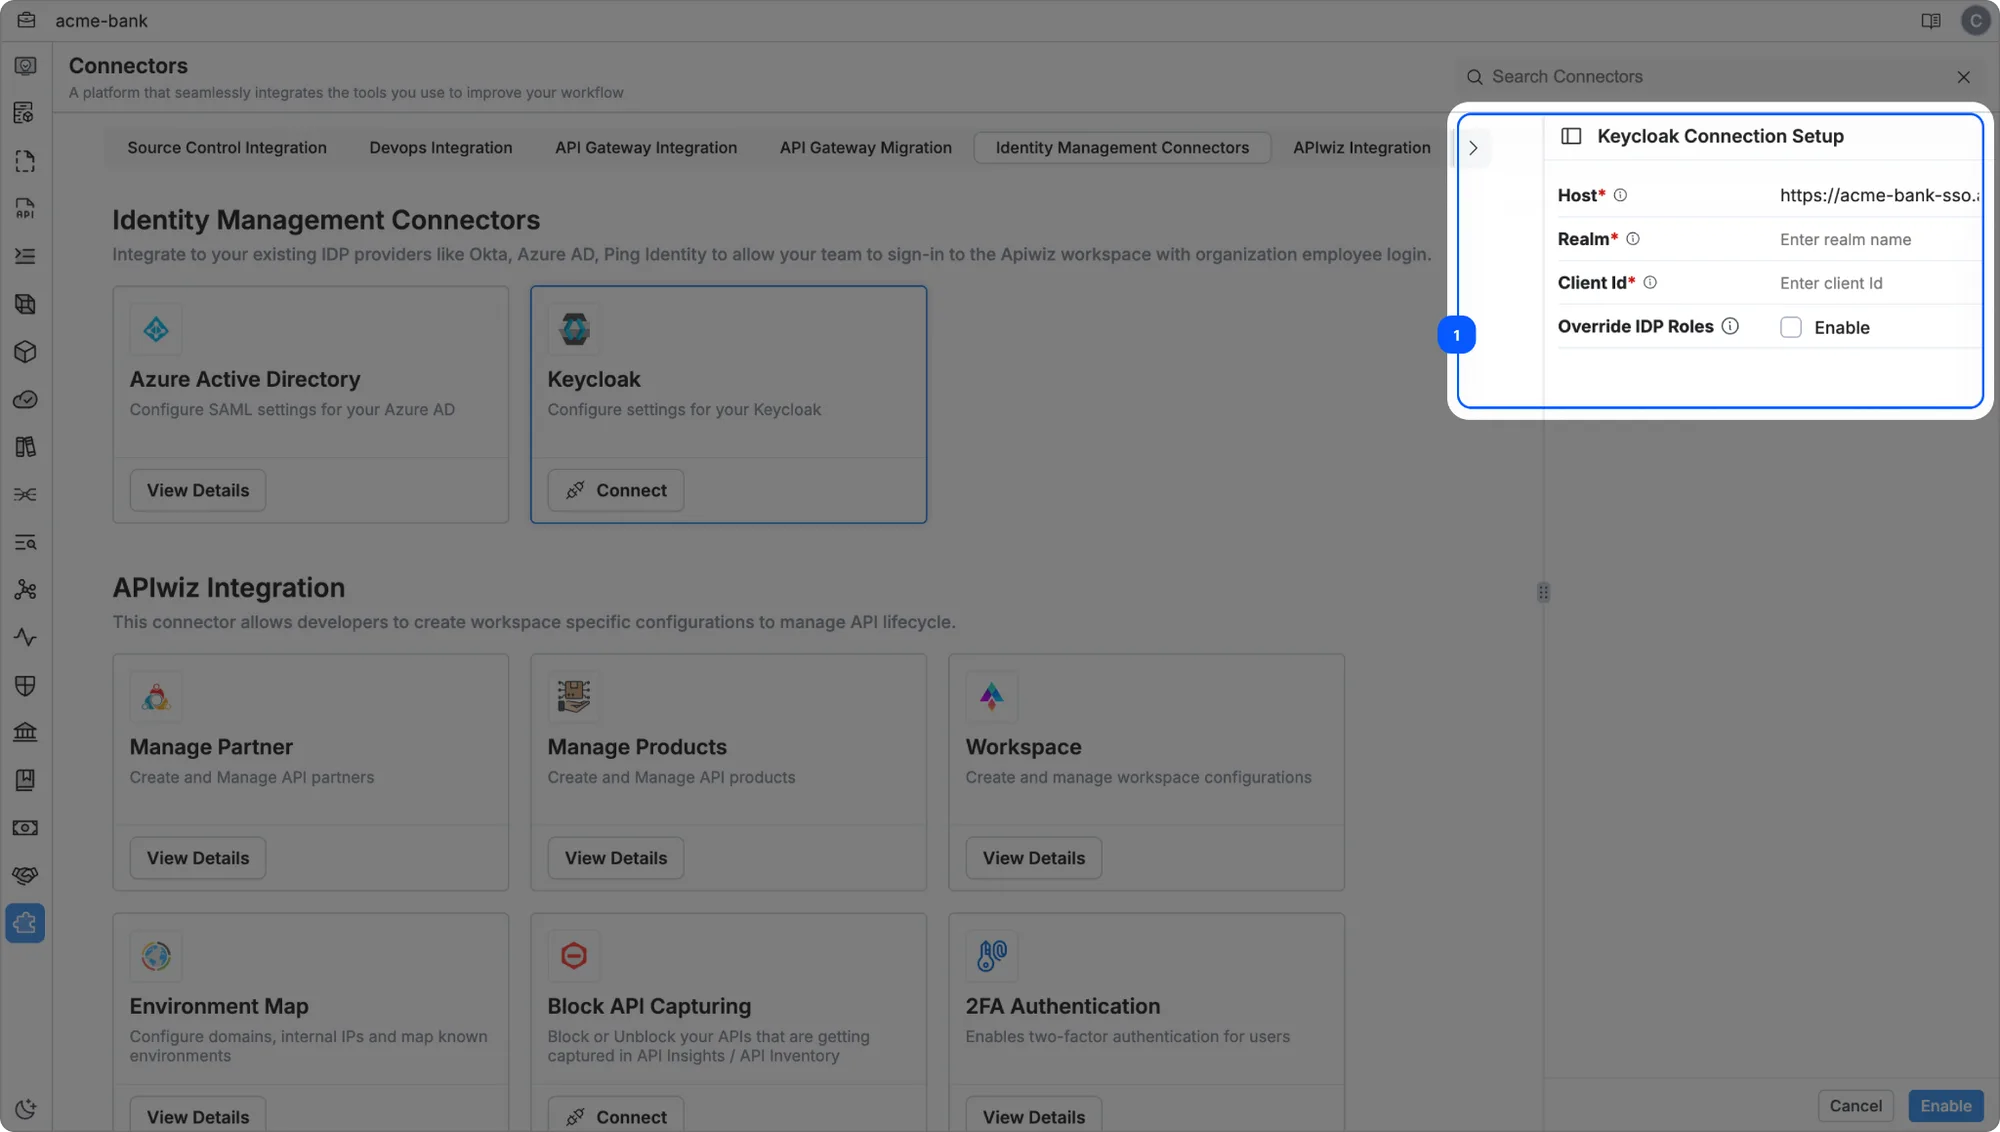 acme-bank
C
Connectors
A platform that seamlessly integrates the tools you use to improve your workflow
Search Connectors
Source Control Integration
Devops Integration
API Gateway Integration
API Gateway Migration
Identity Management Connectors
APIwiz Integration
Identity Management Connectors
Integrate to your existing IDP providers like Okta, Azure AD, Ping Identity to allow your team to sign-in to the Apiwiz workspace with organization employee login.
Azure Active Directory
Configure SAML settings for your Azure AD
View Details
Keycloak
Configure settings for your Keycloak
Connect
APIwiz Integration
This connector allows developers to create workspace specific configurations to manage API lifecycle.
Manage Partner
Create and Manage API partners
View Details
Manage Products
Create and Manage API products
View Details
Workspace
Create and manage workspace configurations
View Details
Environment Map
Configure domains, internal IPs and map known
environments
View Details
Block API Capturing
Block or Unblock your APIs that are getting
captured in API Insights / API Inventory
Connect
2FA Authentication
Enables two-factor authentication for users
View Details
API
1
Keycloak Connection Setup
Host* https://acme-bank-sso.
Realm* Enter realm name
Client Id* Enter client Id
Override IDP Roles Enable
Cancel
Enable